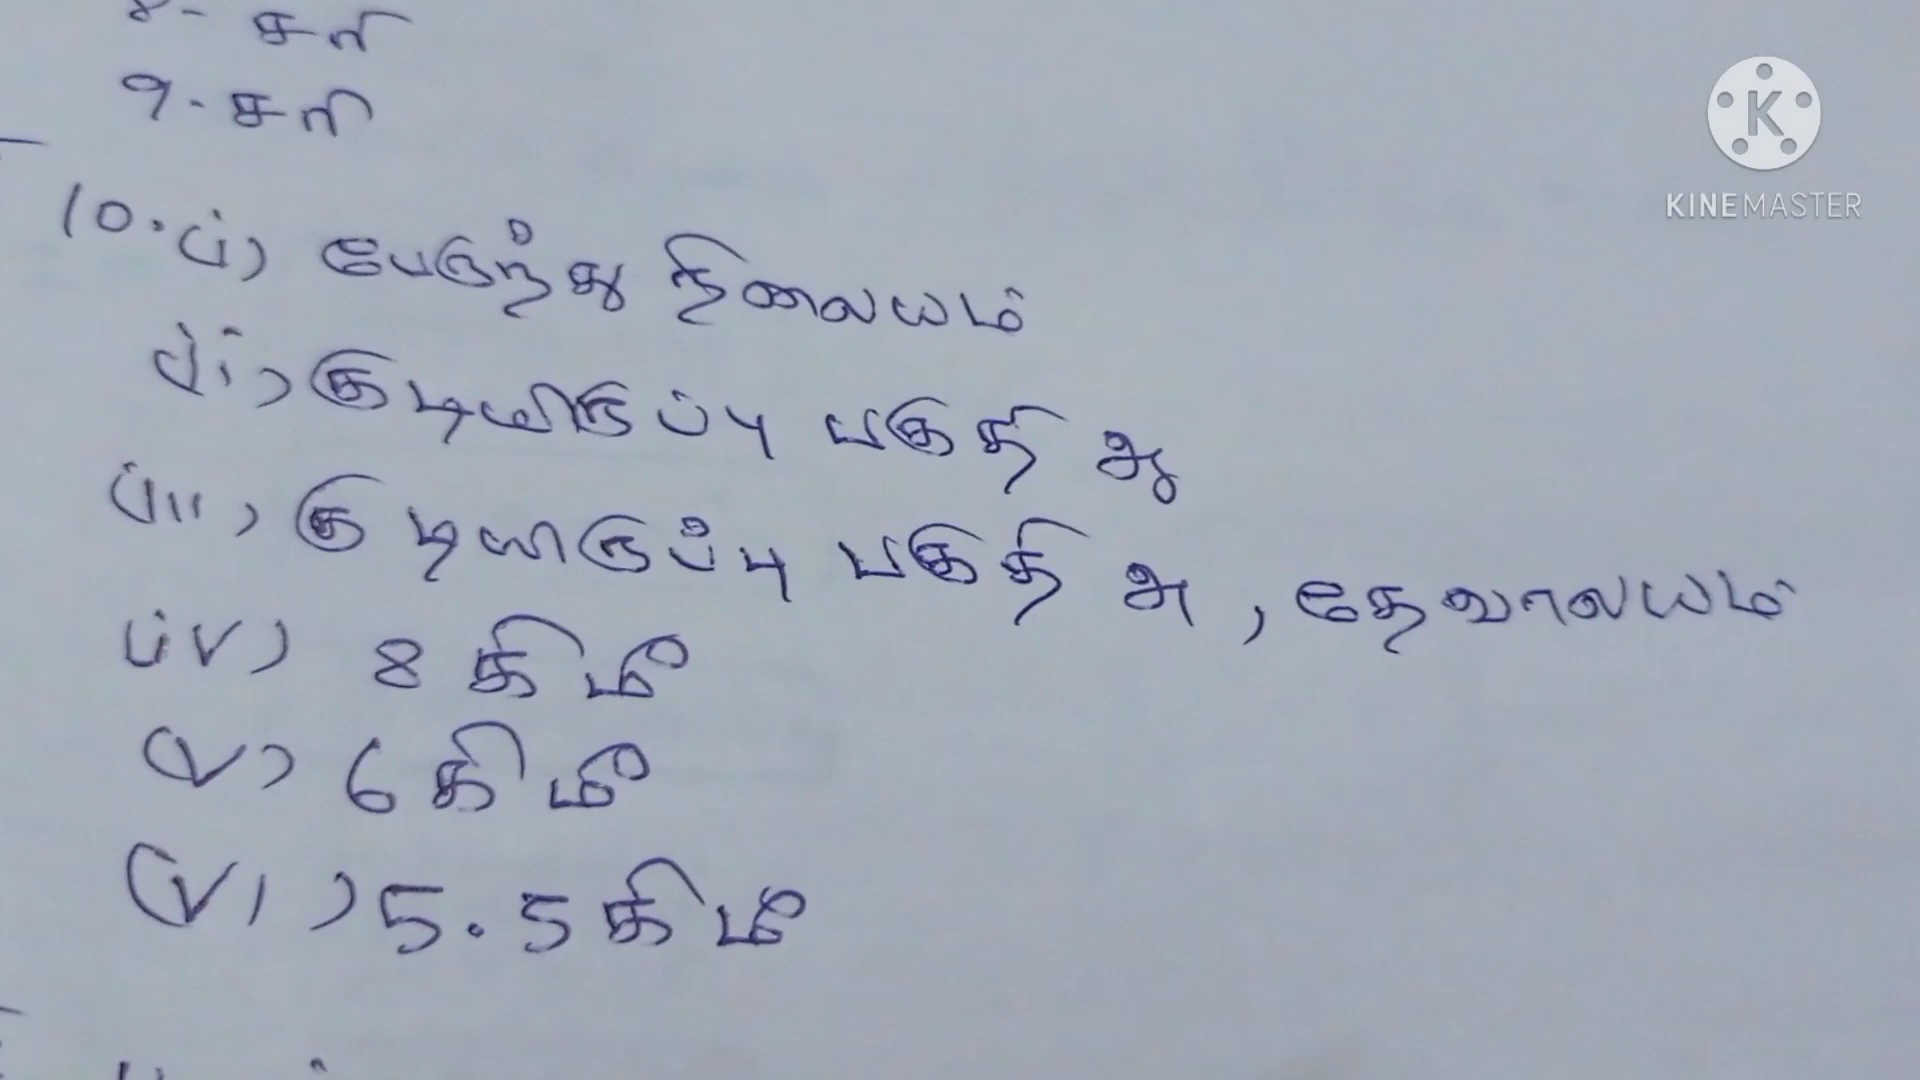 8- சரி
9- சரி
10. i) பேருந்து நிலையம்
ii) குடியிருப்பு பகுதி ஆ
iii) குடியிருப்பு பகுதி அ, தேவாலயம்
iv) 8 கிமீ
v) 6 கிமீ
vi) 5.5 கிமீ
KINEMASTER